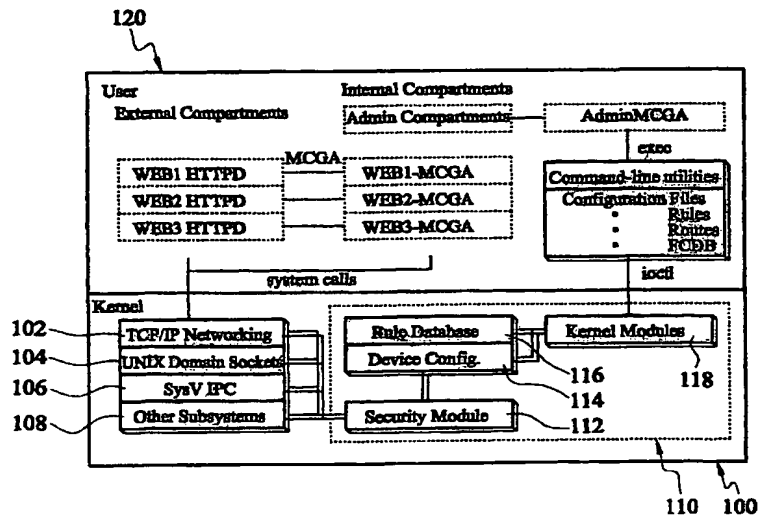 120
User
Internal Compartments
External Compartments
Admin Compartments
AdminMCGA
exec
MCGA
WEB1 HTTPD
WEB1-MCGA
WEB2 HTTPD
WEB2-MCGA
WEB3 HTTPD
WEB3-MCGA
Command-line utilities
Configuration Files
Rules
Routes
FCDB
system calls
ioctl
Kernel
102
TCP/IP Networking
104
UNIX Domain Sockets
106
SysV IPC
108
Other Subsystems
Rule Database
Device Config.
Security Module
Kernel Modules
116
118
114
112
110
100